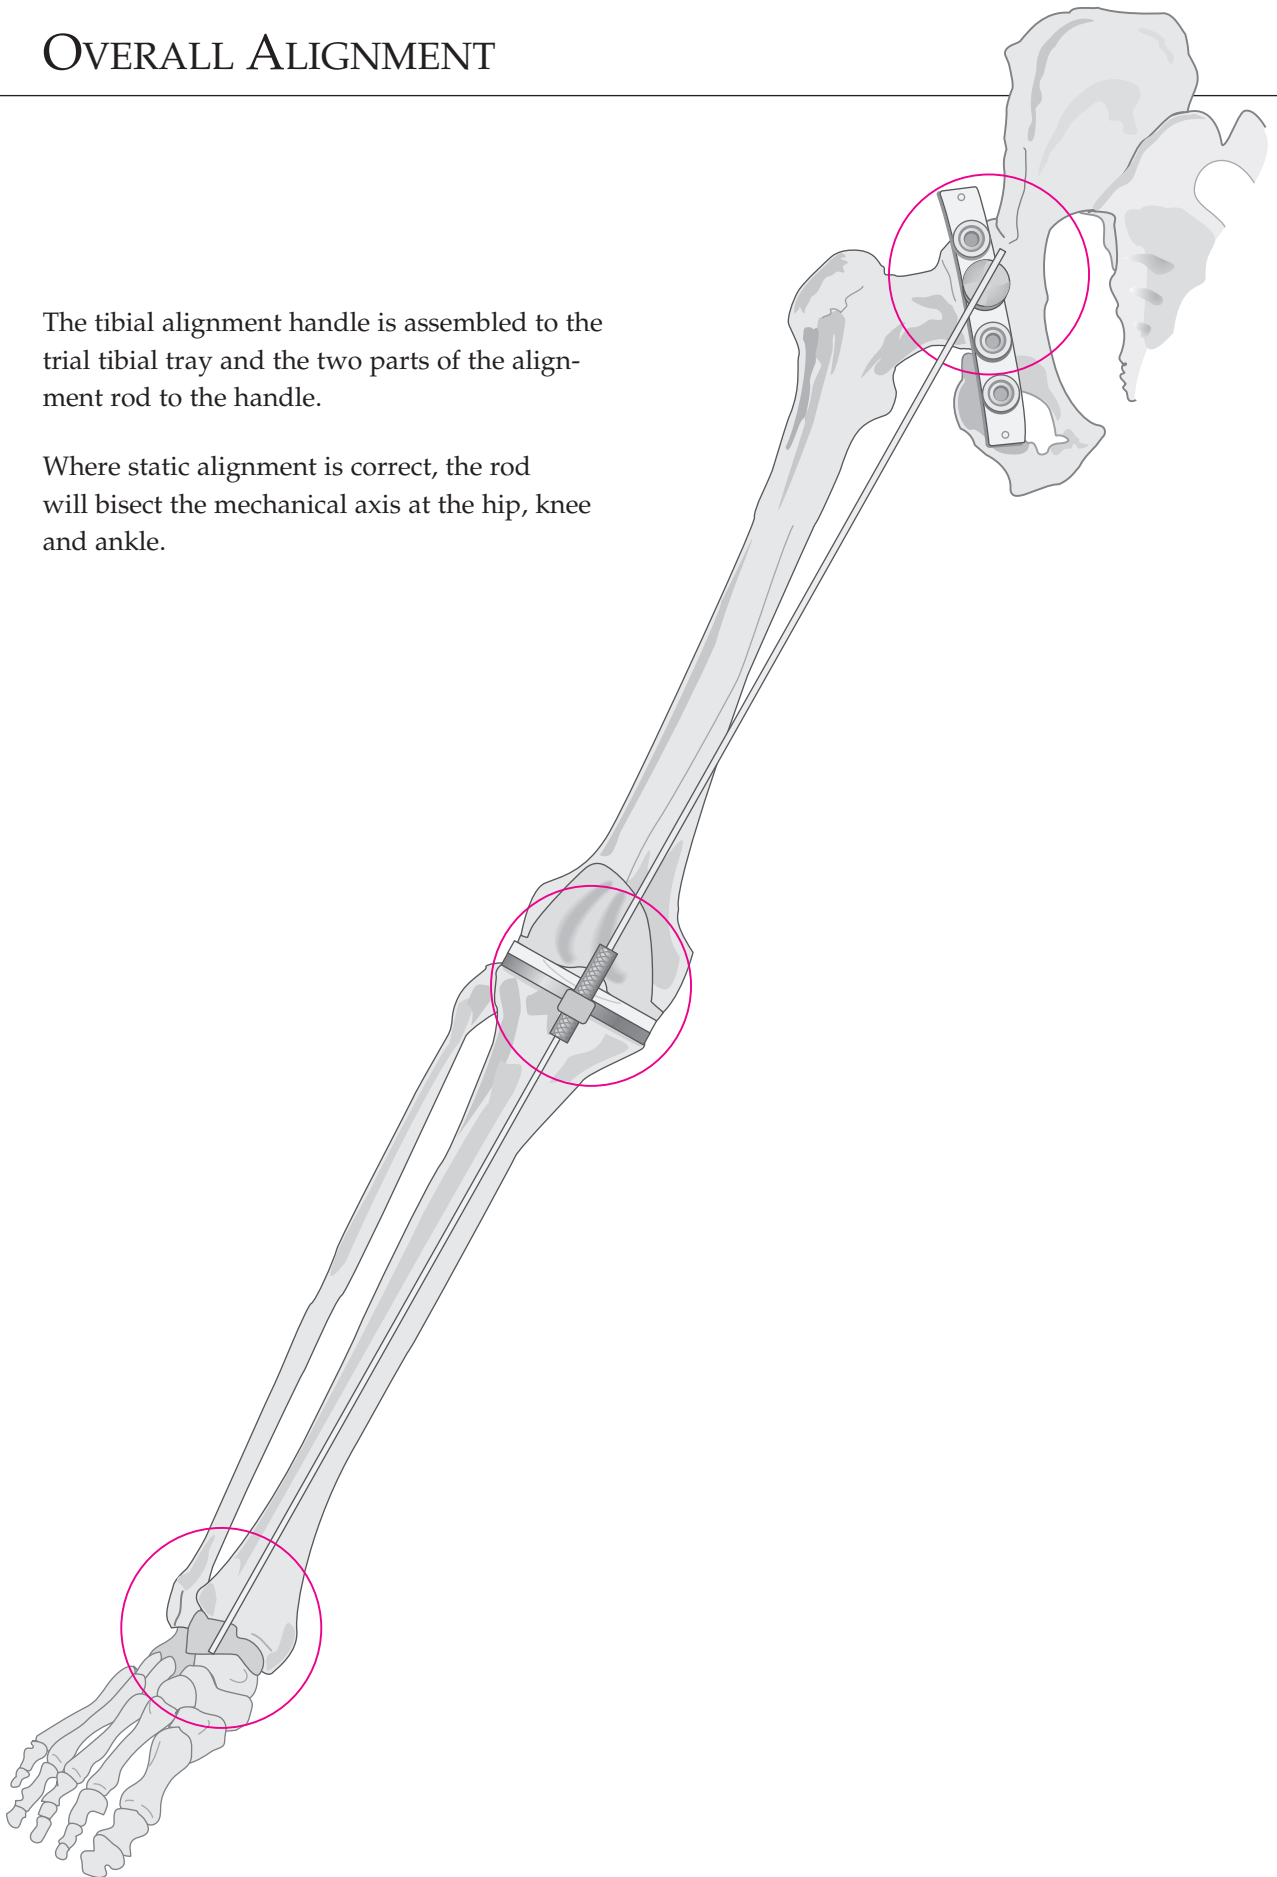 OVERALL ALIGNMENT
The tibial alignment handle is assembled to the
trial tibial tray and the two parts of the align-
ment rod to the handle.
Where static alignment is correct, the rod
will bisect the mechanical axis at the hip, knee
and ankle.